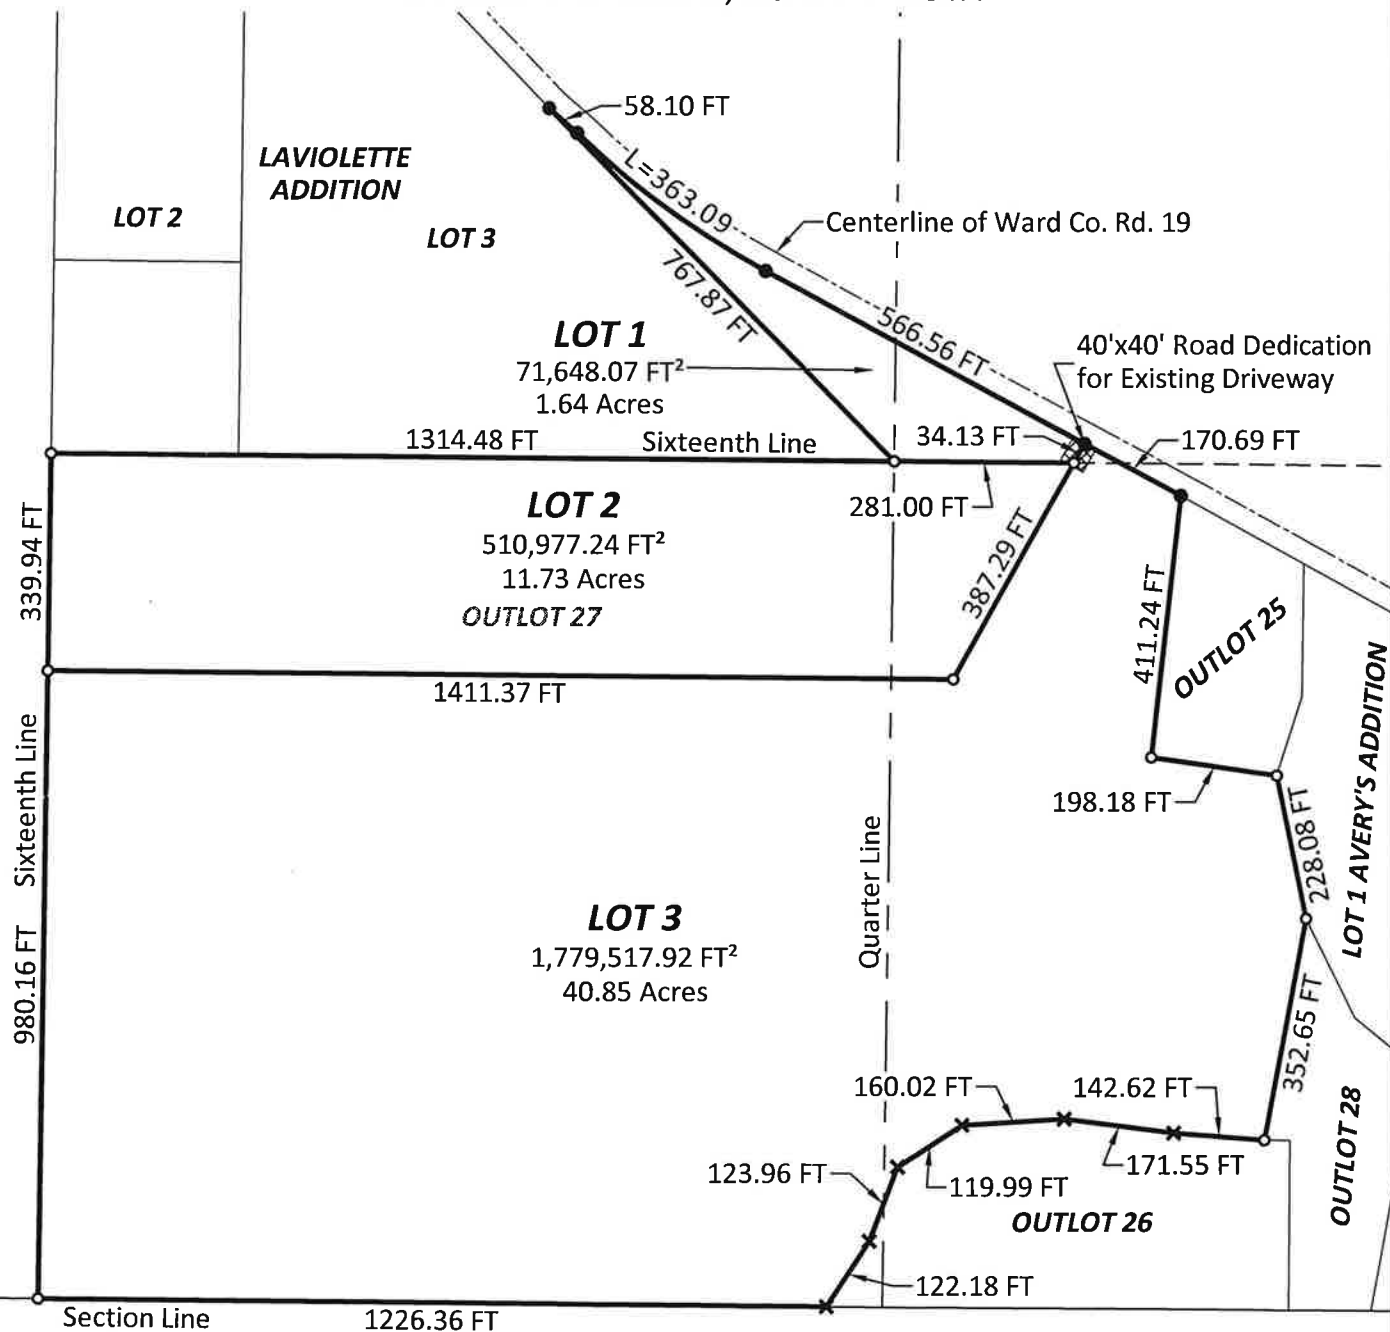 58.10 FT
LAVIOLETTE
ADDITION
L=363.09
LOT 2
LOT 3
Centerline of Ward Co. Rd. 19
767.87 FT
566.56 FT
LOT 1
71,648.07 FT²
1.64 Acres
40'x40' Road Dedication
for Existing Driveway
1314.48 FT
Sixteenth Line
34.13 FT
170.69 FT
281.00 FT
339.94 FT
LOT 2
510,977.24 FT²
11.73 Acres
OUTLOT 27
387.29 FT
411.24 FT
OUTLOT 25
1411.37 FT
Sixteenth Line
980.16 FT
198.18 FT
228.08 FT
LOT 1 AVERY'S ADDITION
Quarter Line
LOT 3
1,779,517.92 FT²
40.85 Acres
352.65 FT
160.02 FT
142.62 FT
OUTLOT 28
123.96 FT
119.99 FT
171.55 FT
OUTLOT 26
122.18 FT
Section Line
1226.36 FT